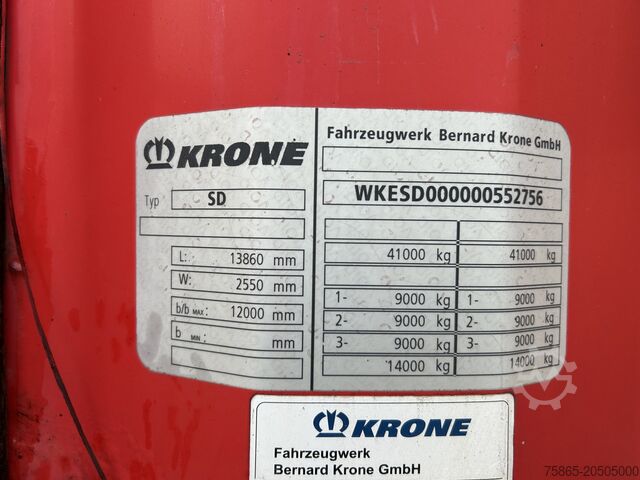 KRONE
Typ SD
L: 13860 mm
W: 2550 mm
b/b MAX: 12000 mm
b MIN: mm
Fahrzeugwerk Bernard Krone GmbH
WKESD000000552756
41000 kg 41000 kg
kg kg
1- 9000 kg 1- 9000 kg
2- 9000 kg 2- 9000 kg
3- 9000 kg 3- 9000 kg
14000 kg 14000 kg
KRONE
Fahrzeugwerk
Bernard Krone GmbH
75865-20505000